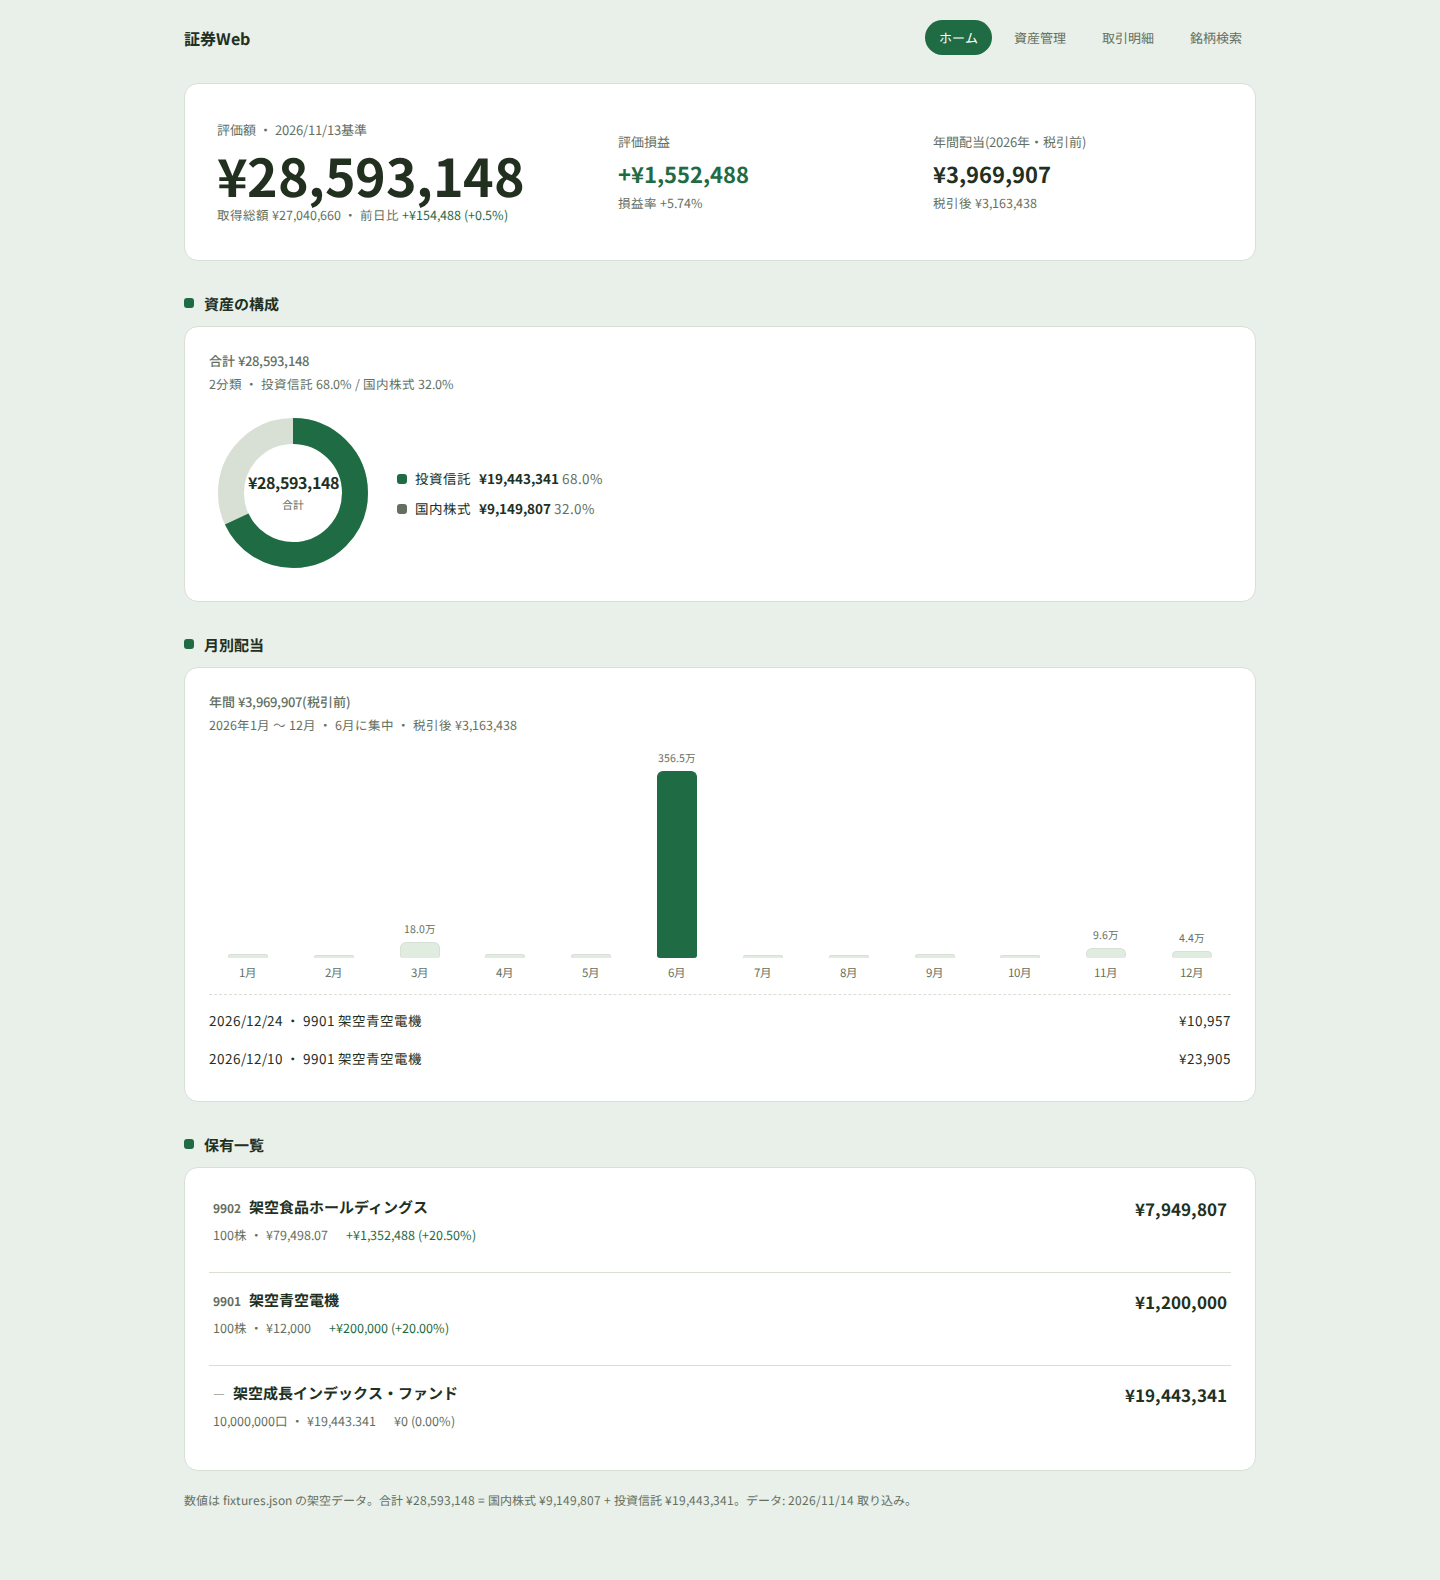 証券Web
ホーム 資産管理 取引明細 銘柄検索
評価額 ・ 2026/11/13基準
¥28,593,148
取得総額 ¥27,040,660 ・ 前日比 +¥154,488 (+0.5%)
評価損益
+¥1,552,488
損益率 +5.74%
年間配当(2026年・税引前)
¥3,969,907
税引後 ¥3,163,438
資産の構成
合計 ¥28,593,148
2分類 ・ 投資信託 68.0% / 国内株式 32.0%
¥28,593,148
合計
投資信託 ¥19,443,341 68.0%
国内株式 ¥9,149,807 32.0%
月別配当
年間 ¥3,969,907(税引前)
2026年1月 〜 12月 ・ 6月に集中 ・ 税引後 ¥3,163,438
356.5万
18.0万
9.6万
4.4万
1月 2月 3月 4月 5月 6月 7月 8月 9月 10月 11月 12月
2026/12/24 ・ 9901 架空青空電機 ¥10,957
2026/12/10 ・ 9901 架空青空電機 ¥23,905
保有一覧
9902 架空食品ホールディングス ¥7,949,807
100株 ・ ¥79,498.07 +¥1,352,488 (+20.50%)
9901 架空青空電機 ¥1,200,000
100株 ・ ¥12,000 +¥200,000 (+20.00%)
— 架空成長インデックス・ファンド ¥19,443,341
10,000,000口 ・ ¥19,443.341 ¥0 (0.00%)
数値は fixtures.json の架空データ。合計 ¥28,593,148 = 国内株式 ¥9,149,807 + 投資信託 ¥19,443,341。データ: 2026/11/14 取り込み。